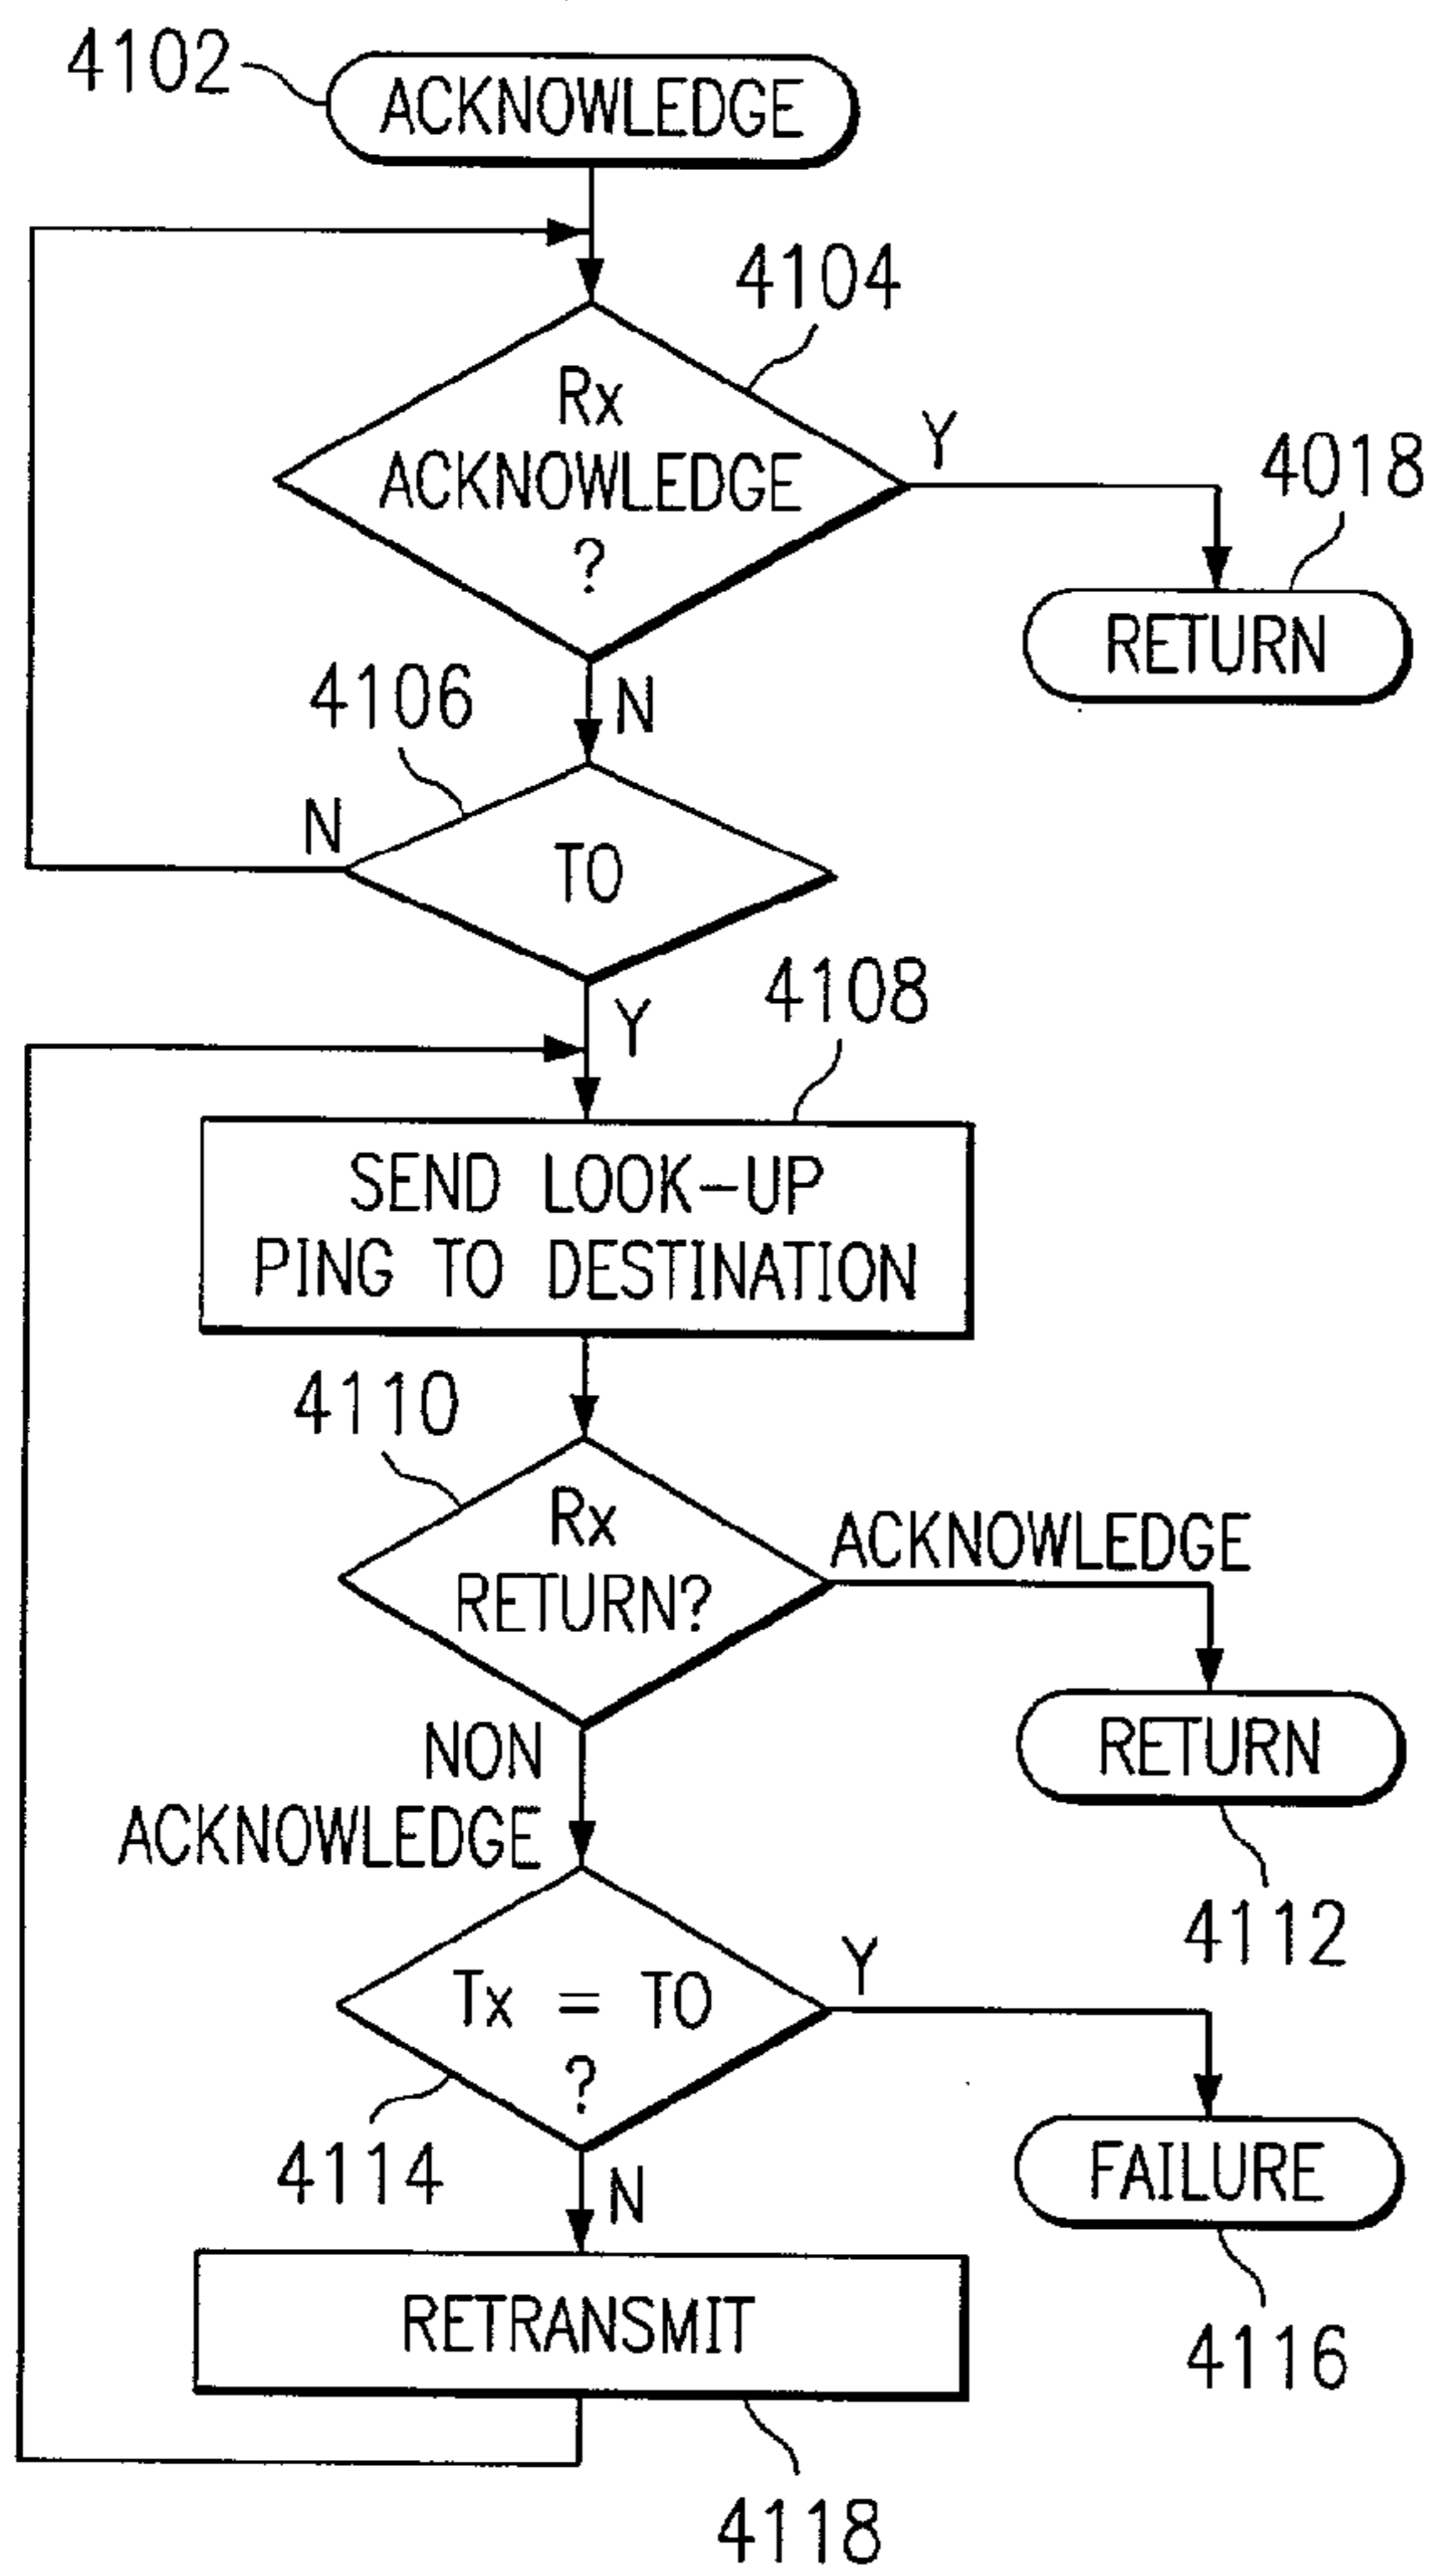 4102
ACKNOWLEDGE
4104
Rx
ACKNOWLEDGE
?
Y
4018
RETURN
N
4106
N
TO
Y
4108
SEND LOOK-UP
PING TO DESTINATION
4110
Rx
RETURN?
ACKNOWLEDGE
RETURN
4112
NON
ACKNOWLEDGE
Tx = TO
?
Y
4114
FAILURE
4116
N
RETRANSMIT
4118